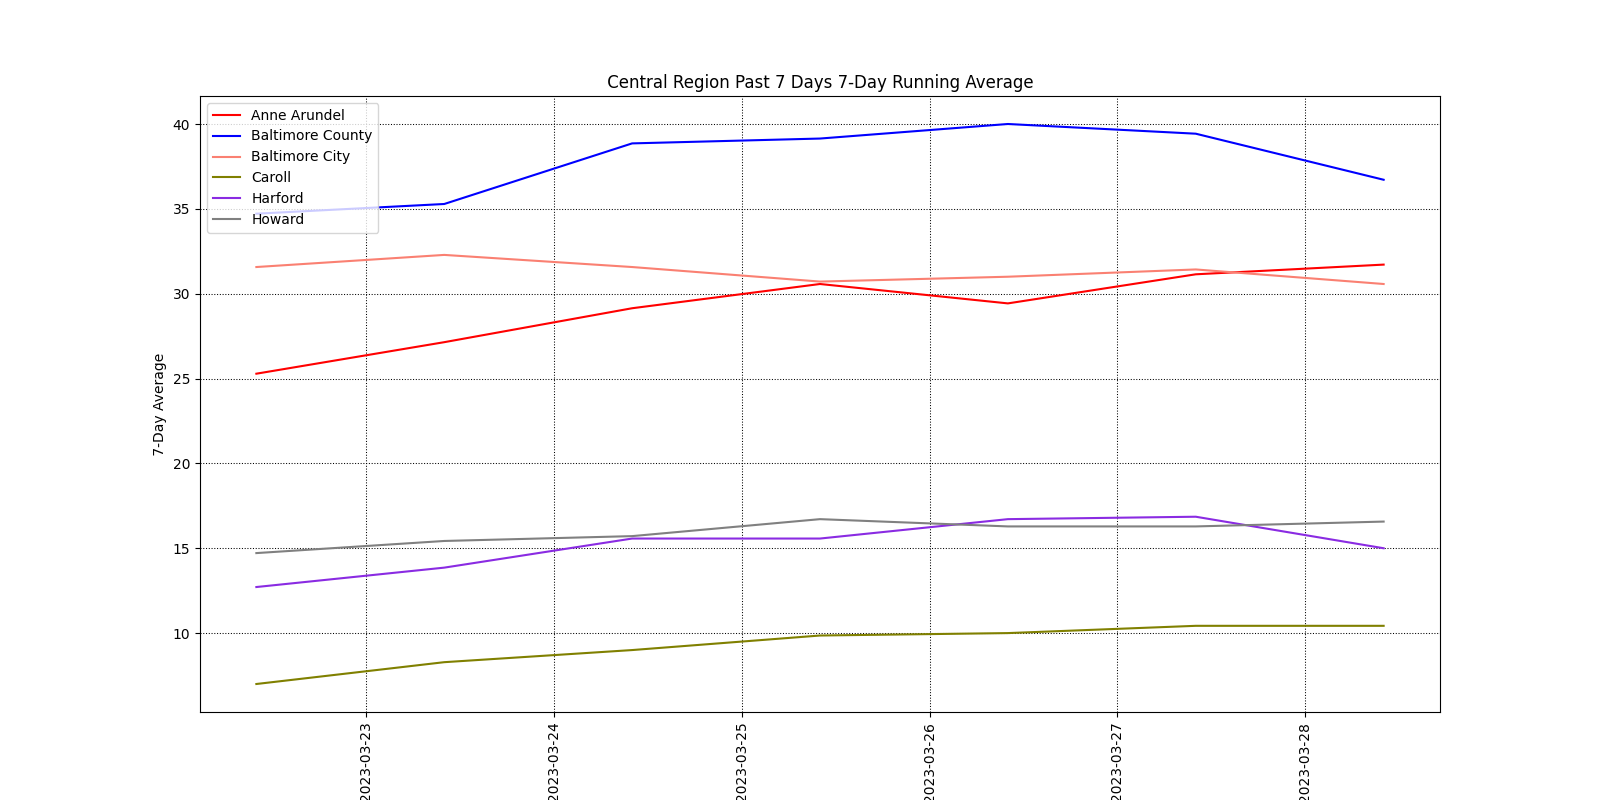 Central Region Past 7 Days 7-Day Running Average
Anne Arundel
Baltimore County
Baltimore City
Caroll
Harford
Howard
40
35
30
25
20
15
10
7-Day Average
2023-03-23
2023-03-24
2023-03-25
2023-03-26
2023-03-27
2023-03-28